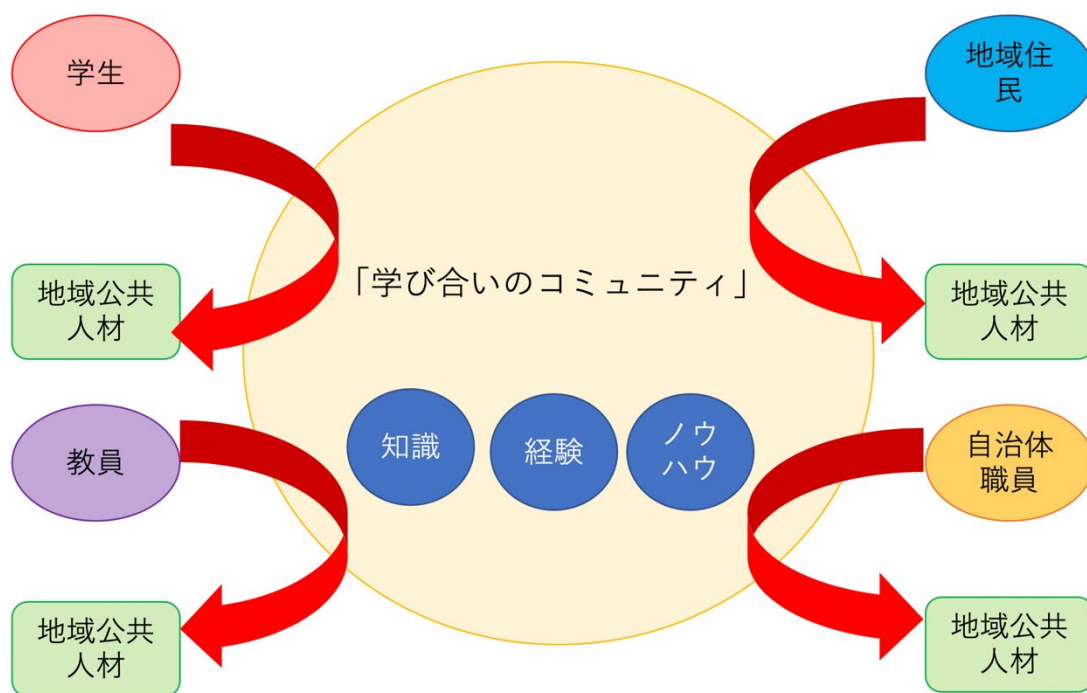 学生
地域住
民
「学び合いのコミュニティ」
地域公共
人材
地域公共
人材
教員
知識
経験
ノウ
ハウ
自治体
職員
地域公共
人材
地域公共
人材